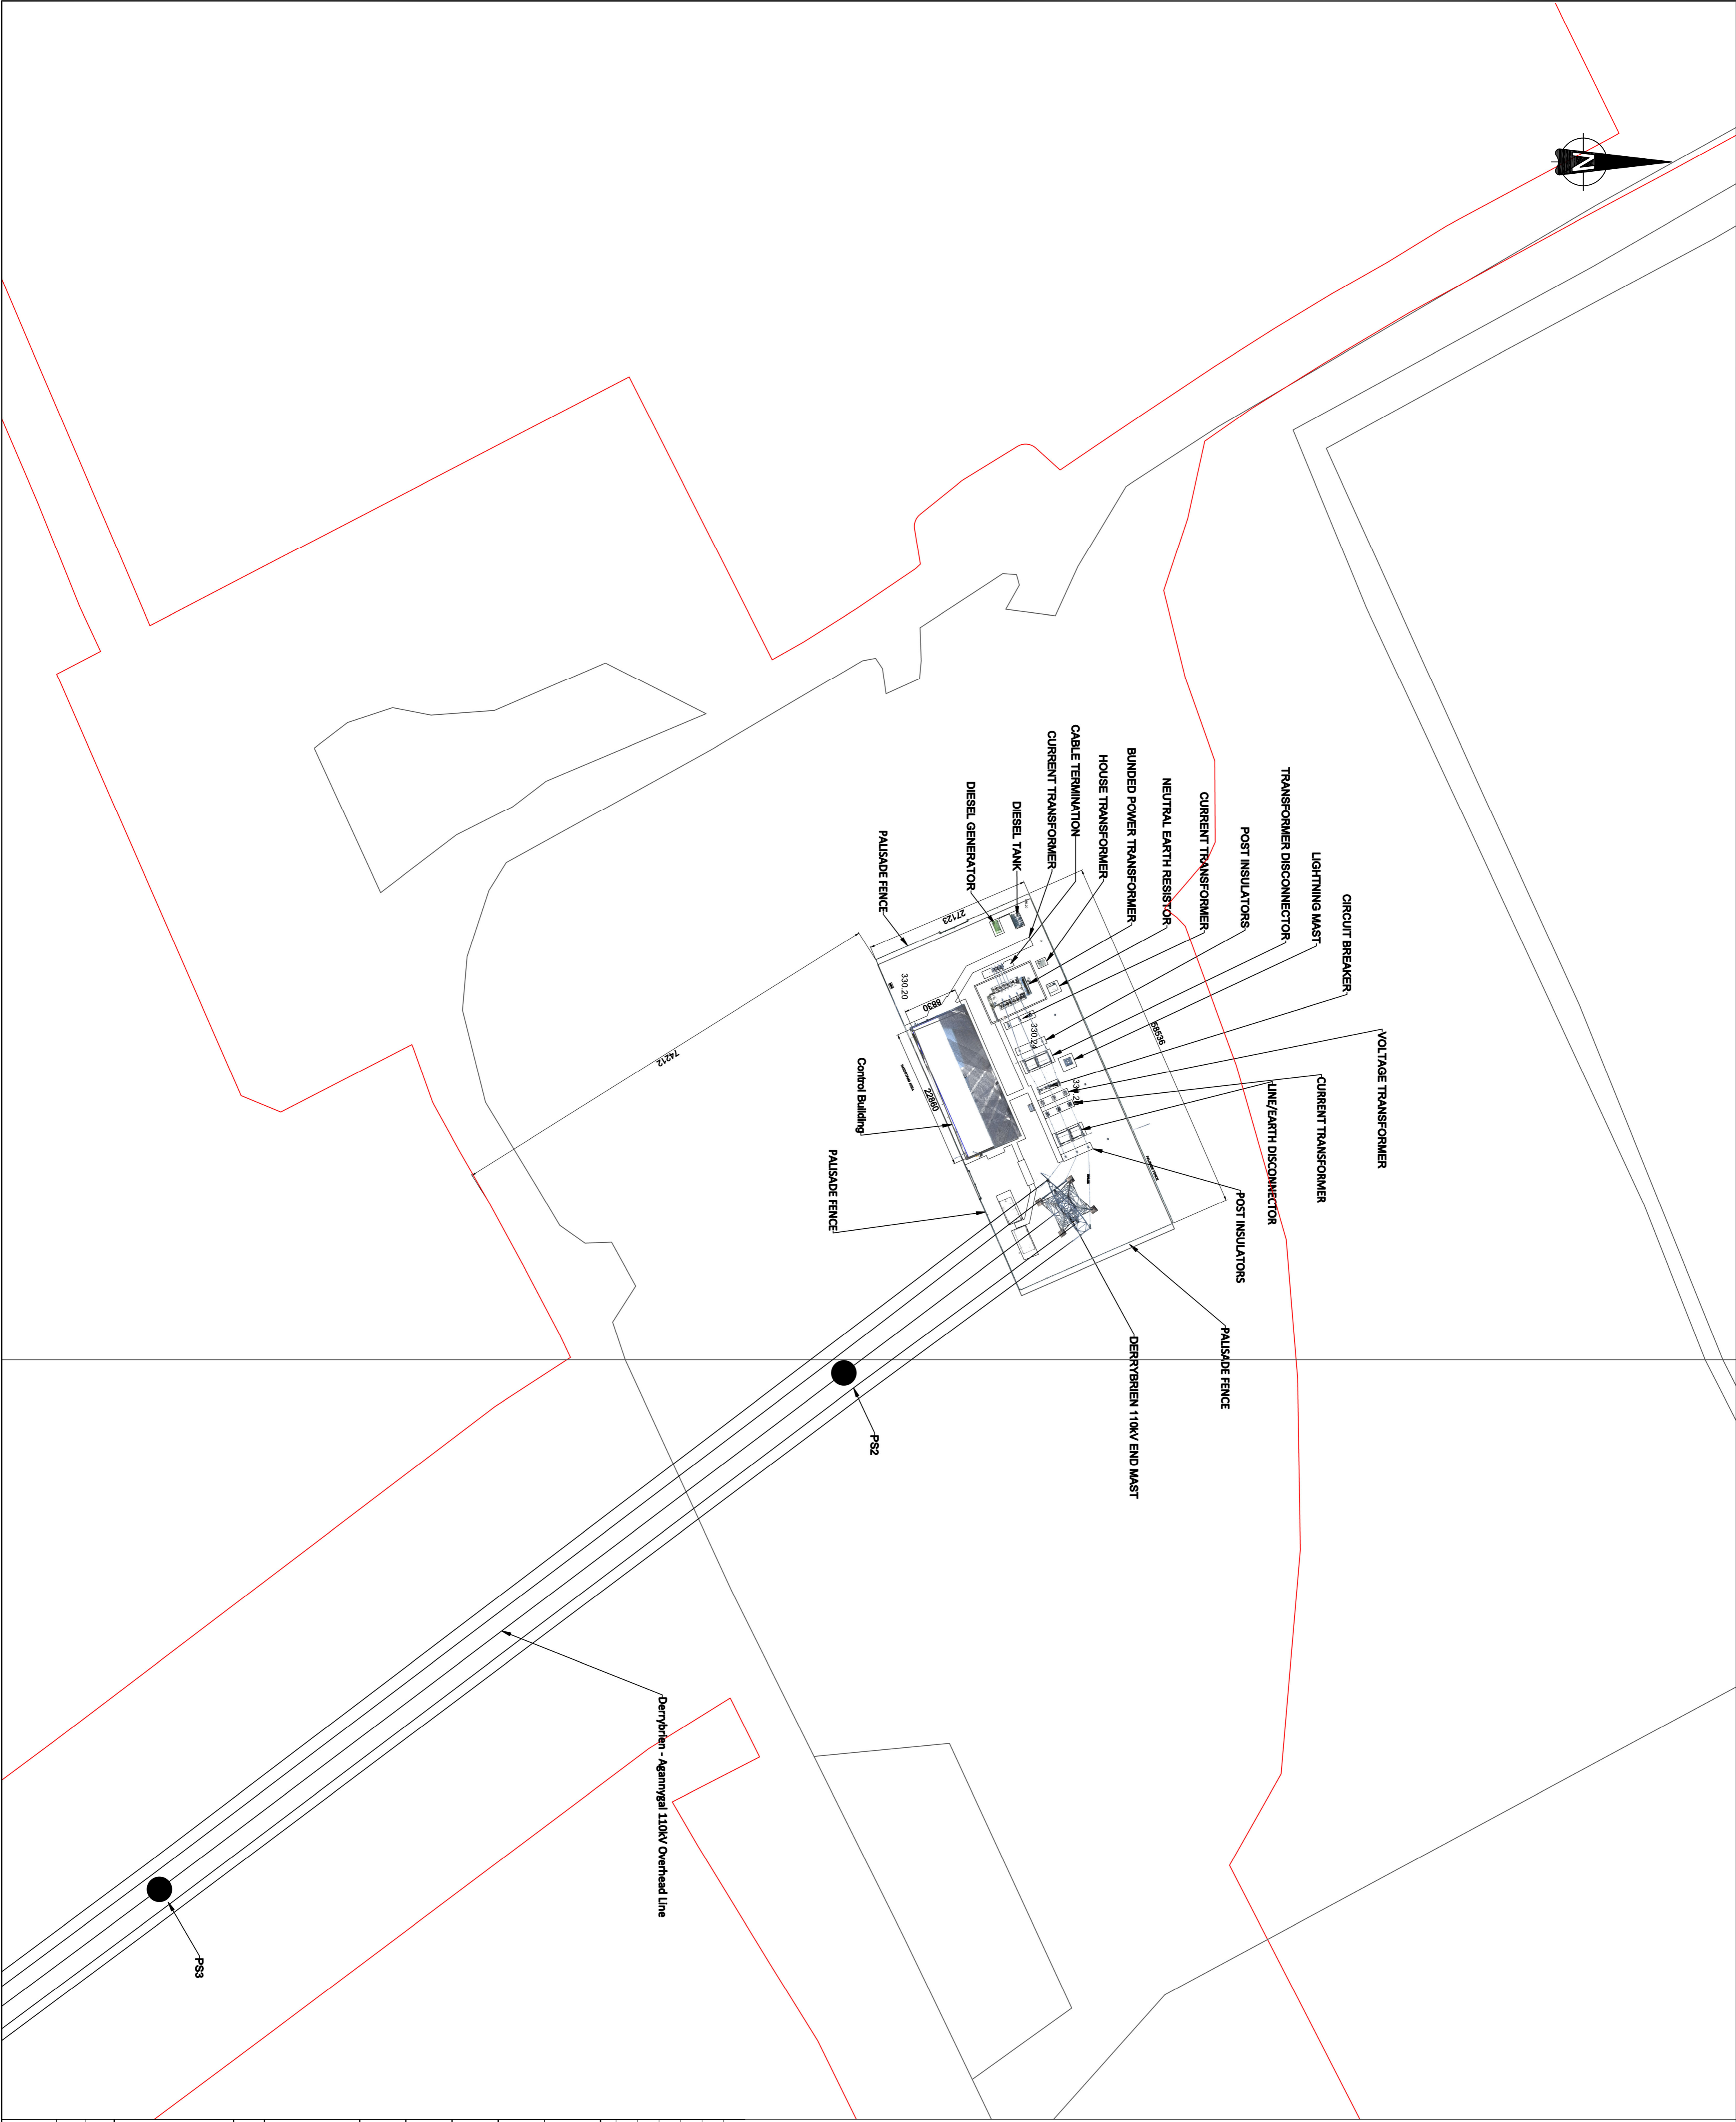 N
VOLTAGE TRANSFORMER
CIRCUIT BREAKER
CURRENT TRANSFORMER
LIGHTNING MAST
TRANSFORMER DISCONNECTOR
LINE/EARTH DISCONNECTOR
POST INSULATORS
POST INSULATORS
CURRENT TRANSFORMER
PALISADE FENCE
NEUTRAL EARTH RESISTOR
BUNDED POWER TRANSFORMER
DERRYBRIEN 110kV END MAST
HOUSE TRANSFORMER
CABLE TERMINATION
CURRENT TRANSFORMER
DIESEL TANK
DIESEL GENERATOR
PALISADE FENCE
58536
27123
330.24
330.20
8830
22860
74212
Control Building
PALISADE FENCE
PS2
Derrybrien - Agannygal 110kV Overhead Line
PS3